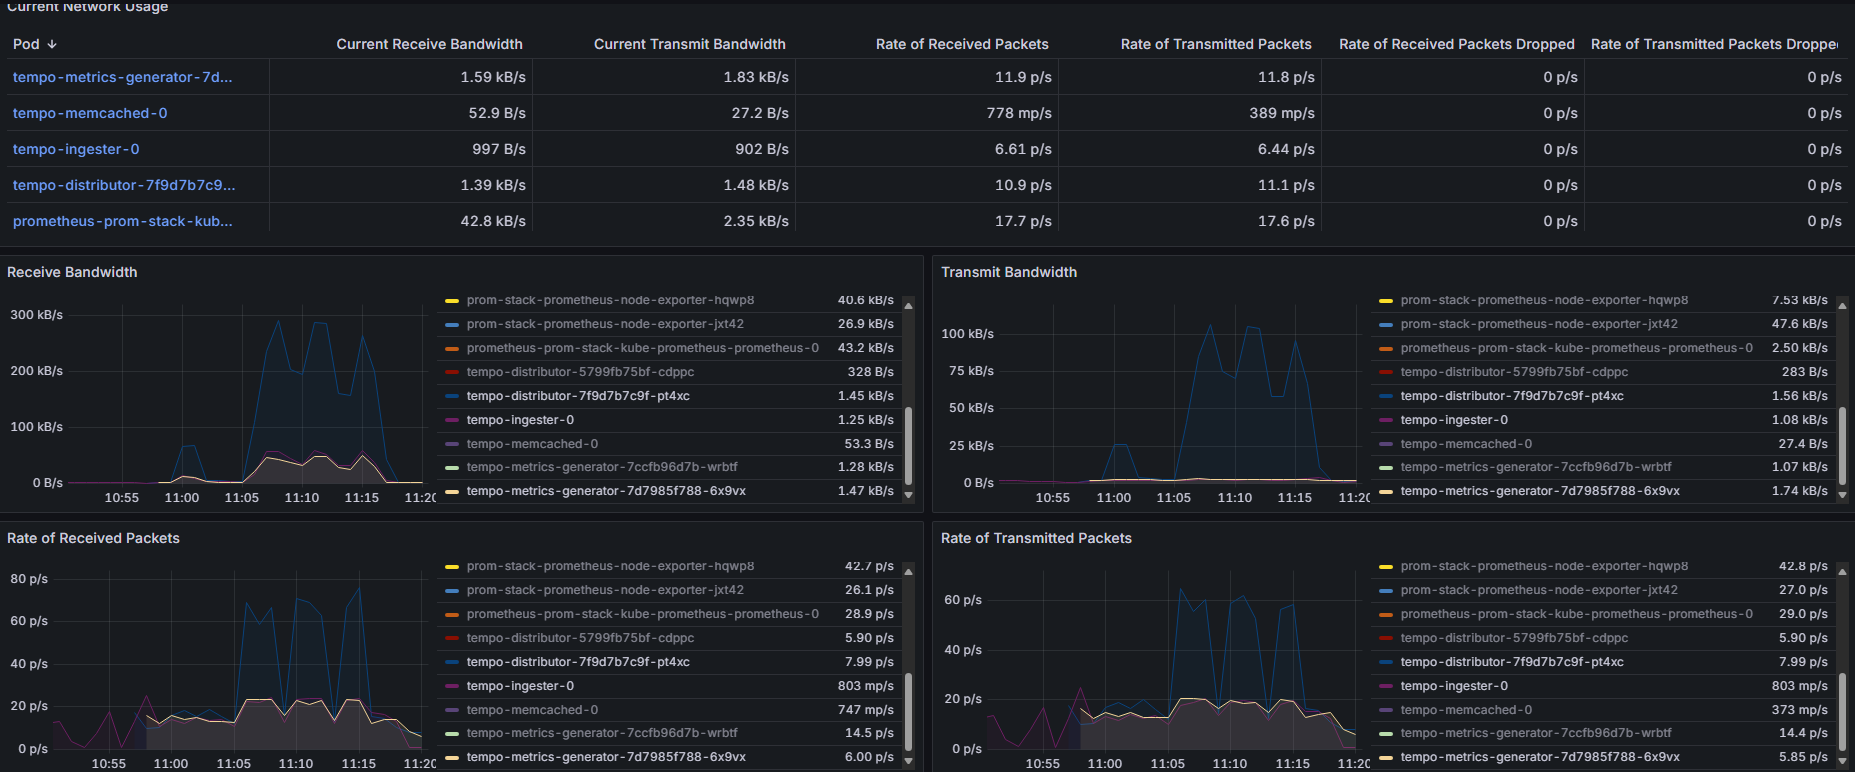 Current Network Usage
Pod ↓ Current Receive Bandwidth Current Transmit Bandwidth Rate of Received Packets Rate of Transmitted Packets Rate of Received Packets Dropped Rate of Transmitted Packets Dropped
tempo-metrics-generator-7d... 1.59 kB/s 1.83 kB/s 11.9 p/s 11.8 p/s 0 p/s 0 p/s
tempo-memcached-0 52.9 B/s 27.2 B/s 778 mp/s 389 mp/s 0 p/s 0 p/s
tempo-ingester-0 997 B/s 902 B/s 6.61 p/s 6.44 p/s 0 p/s 0 p/s
tempo-distributor-7f9d7b7c9... 1.39 kB/s 1.48 kB/s 10.9 p/s 11.1 p/s 0 p/s 0 p/s
prometheus-prom-stack-kub... 42.8 kB/s 2.35 kB/s 17.7 p/s 17.6 p/s 0 p/s 0 p/s
Receive Bandwidth
300 kB/s
200 kB/s
100 kB/s
0 B/s
10:55 11:00 11:05 11:10 11:15 11:20
prom-stack-prometheus-node-exporter-hqwp8 40.6 kB/s
prom-stack-prometheus-node-exporter-jxt42 26.9 kB/s
prometheus-prom-stack-kube-prometheus-prometheus-0 43.2 kB/s
tempo-distributor-5799fb75bf-cdppc 328 B/s
tempo-distributor-7f9d7b7c9f-pt4xc 1.45 kB/s
tempo-ingester-0 1.25 kB/s
tempo-memcached-0 53.3 B/s
tempo-metrics-generator-7ccfb96d7b-wrbtf 1.28 kB/s
tempo-metrics-generator-7d7985f788-6x9vx 1.47 kB/s
Transmit Bandwidth
100 kB/s
75 kB/s
50 kB/s
25 kB/s
0 B/s
10:55 11:00 11:05 11:10 11:15 11:20
prom-stack-prometheus-node-exporter-hqwp8 7.53 kB/s
prom-stack-prometheus-node-exporter-jxt42 47.6 kB/s
prometheus-prom-stack-kube-prometheus-prometheus-0 2.50 kB/s
tempo-distributor-5799fb75bf-cdppc 283 B/s
tempo-distributor-7f9d7b7c9f-pt4xc 1.56 kB/s
tempo-ingester-0 1.08 kB/s
tempo-memcached-0 27.4 B/s
tempo-metrics-generator-7ccfb96d7b-wrbtf 1.07 kB/s
tempo-metrics-generator-7d7985f788-6x9vx 1.74 kB/s
Rate of Received Packets
80 p/s
60 p/s
40 p/s
20 p/s
0 p/s
10:55 11:00 11:05 11:10 11:15 11:20
prom-stack-prometheus-node-exporter-hqwp8 42.7 p/s
prom-stack-prometheus-node-exporter-jxt42 26.1 p/s
prometheus-prom-stack-kube-prometheus-prometheus-0 28.9 p/s
tempo-distributor-5799fb75bf-cdppc 5.90 p/s
tempo-distributor-7f9d7b7c9f-pt4xc 7.99 p/s
tempo-ingester-0 803 mp/s
tempo-memcached-0 747 mp/s
tempo-metrics-generator-7ccfb96d7b-wrbtf 14.5 p/s
tempo-metrics-generator-7d7985f788-6x9vx 6.00 p/s
Rate of Transmitted Packets
60 p/s
40 p/s
20 p/s
0 p/s
10:55 11:00 11:05 11:10 11:15 11:20
prom-stack-prometheus-node-exporter-hqwp8 42.8 p/s
prom-stack-prometheus-node-exporter-jxt42 27.0 p/s
prometheus-prom-stack-kube-prometheus-prometheus-0 29.0 p/s
tempo-distributor-5799fb75bf-cdppc 5.90 p/s
tempo-distributor-7f9d7b7c9f-pt4xc 7.99 p/s
tempo-ingester-0 803 mp/s
tempo-memcached-0 373 mp/s
tempo-metrics-generator-7ccfb96d7b-wrbtf 14.4 p/s
tempo-metrics-generator-7d7985f788-6x9vx 5.85 p/s